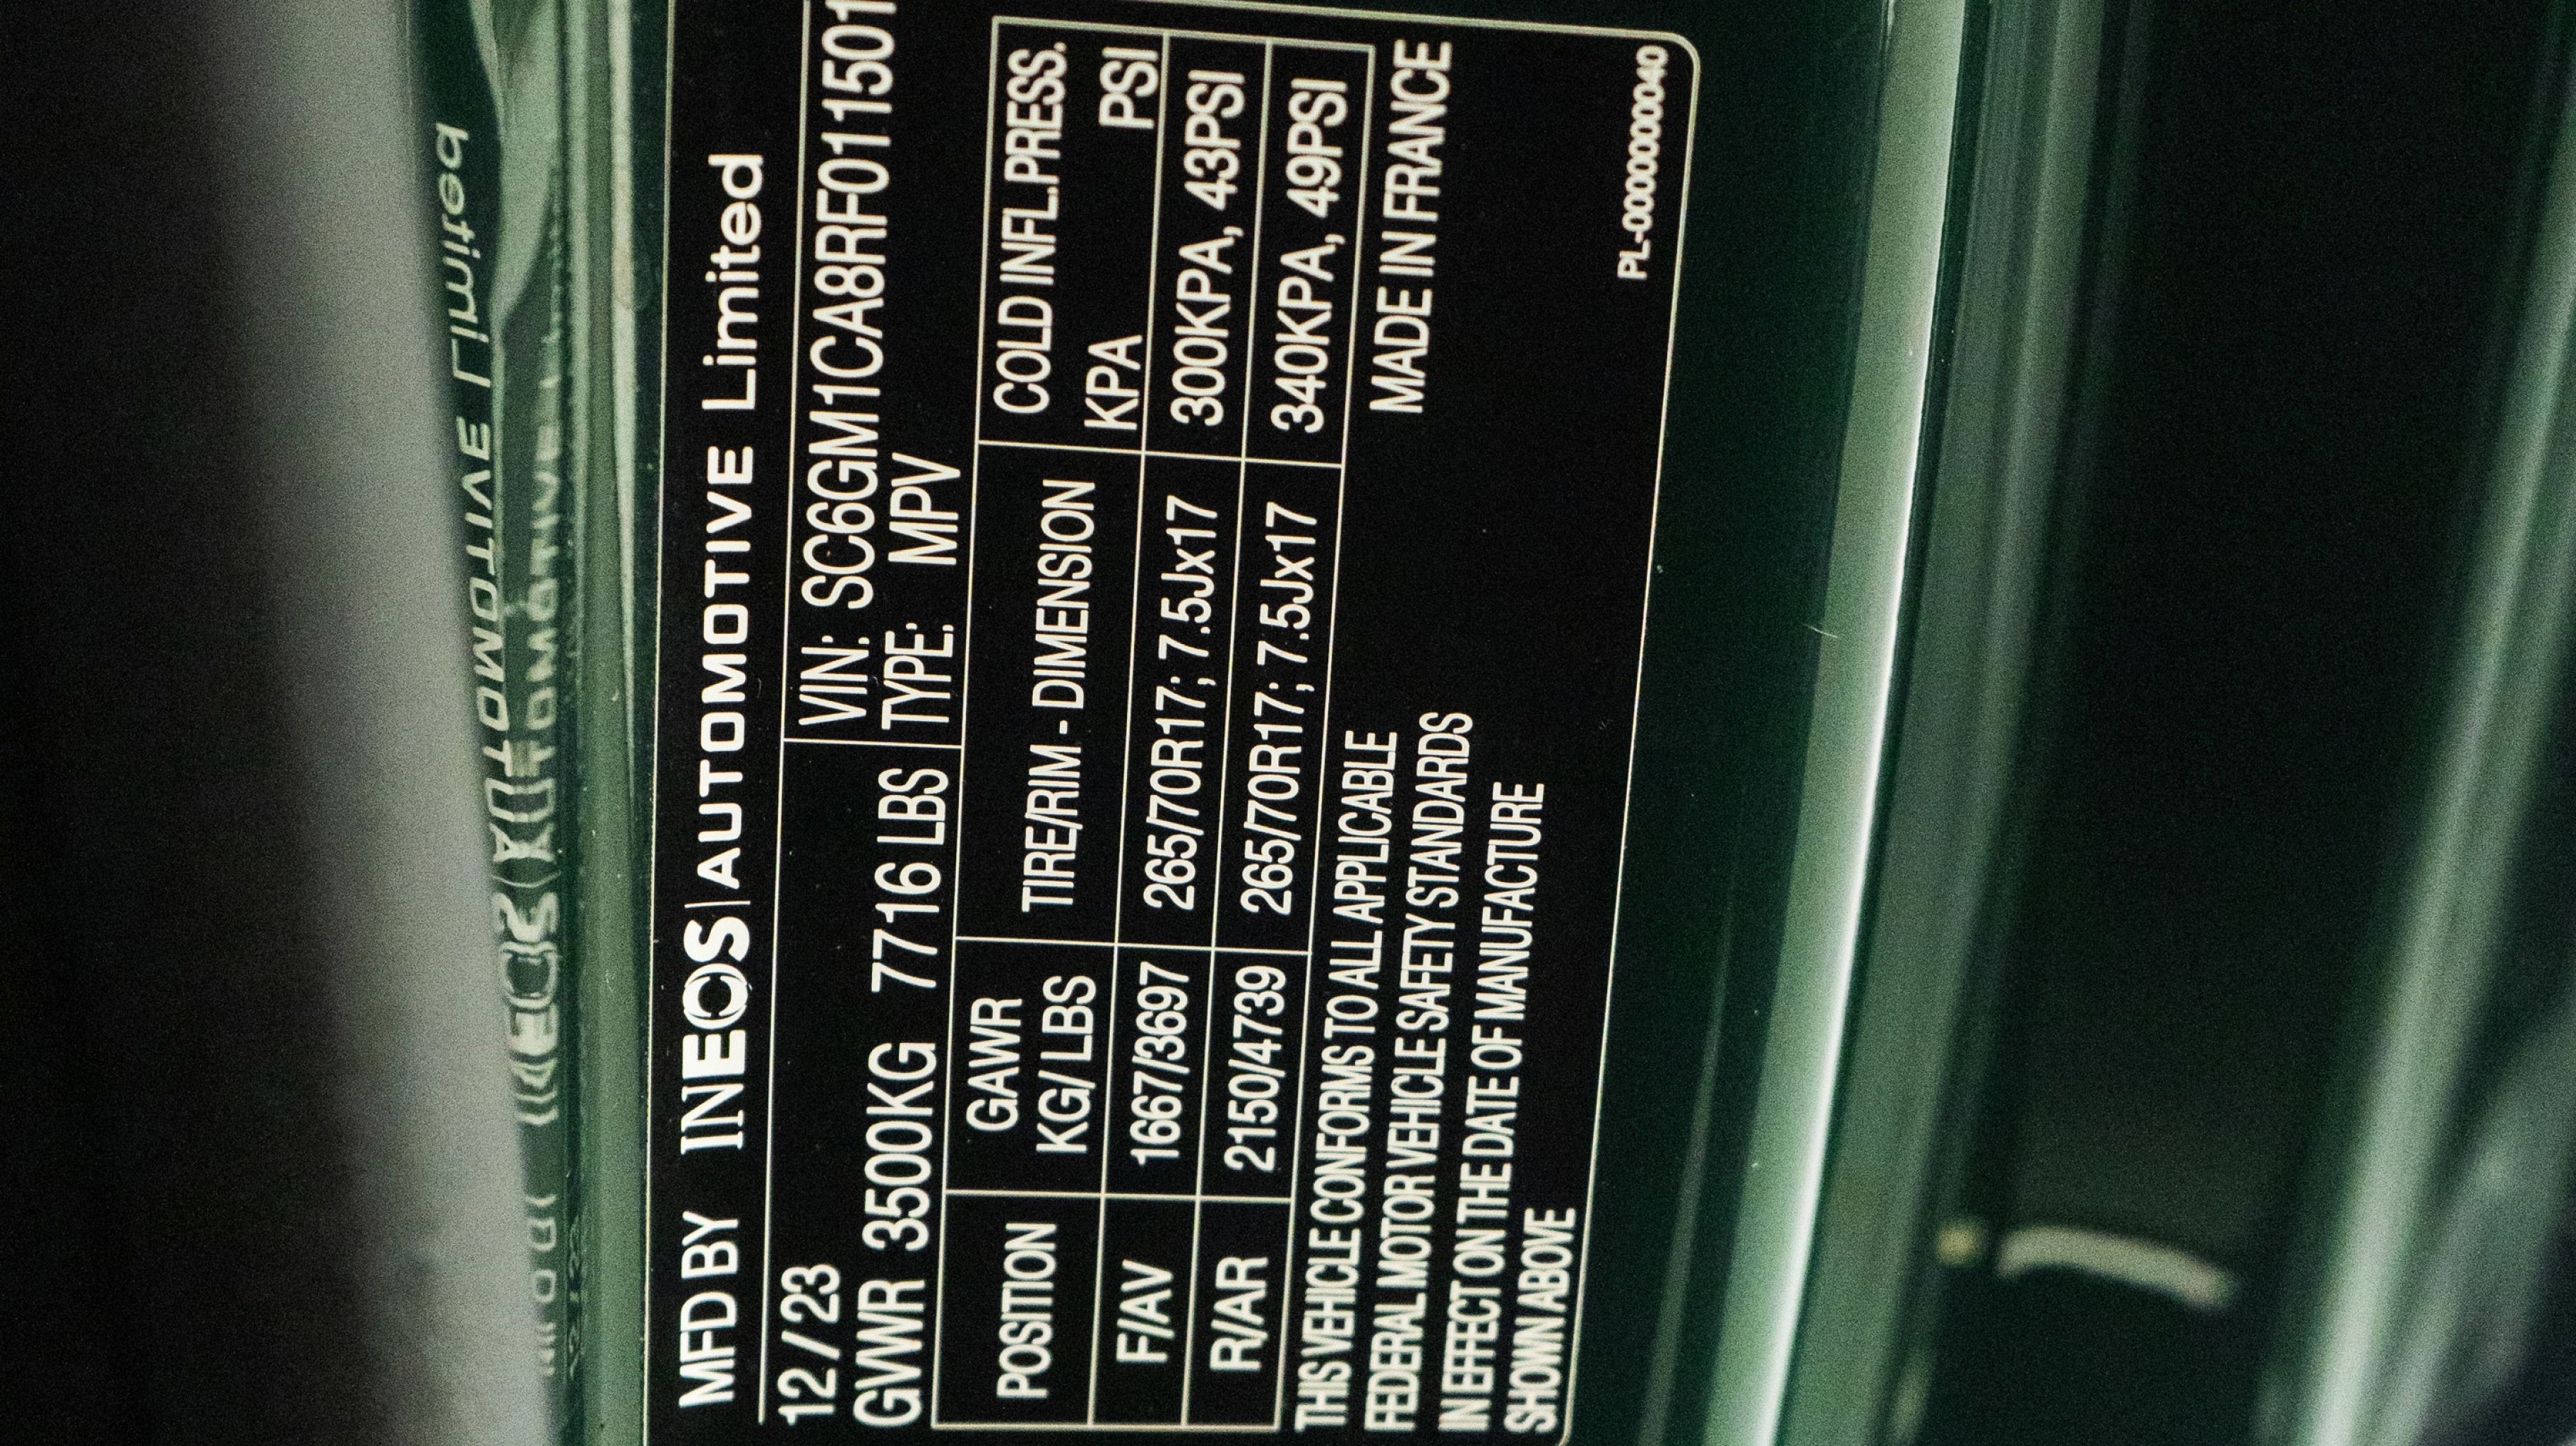 MFD BY INEOS|AUTOMOTIVE Limited
12/23
GVWR 3500KG 7716 LBS
VIN: SC6GM1CA8RF011501
TYPE: MPV
POSITION GAWR KG/LBS TIRE/RIM - DIMENSION COLD INFL.PRESS. KPA PSI
F/AV 1667/3697 265/70R17; 7.5Jx17 300KPA, 43PSI
R/AR 2150/4739 265/70R17; 7.5Jx17 340KPA, 49PSI
THIS VEHICLE CONFORMS TO ALL APPLICABLE
FEDERAL MOTOR VEHICLE SAFETY STANDARDS
IN EFFECT ON THE DATE OF MANUFACTURE
SHOWN ABOVE
MADE IN FRANCE
PL-0000000040